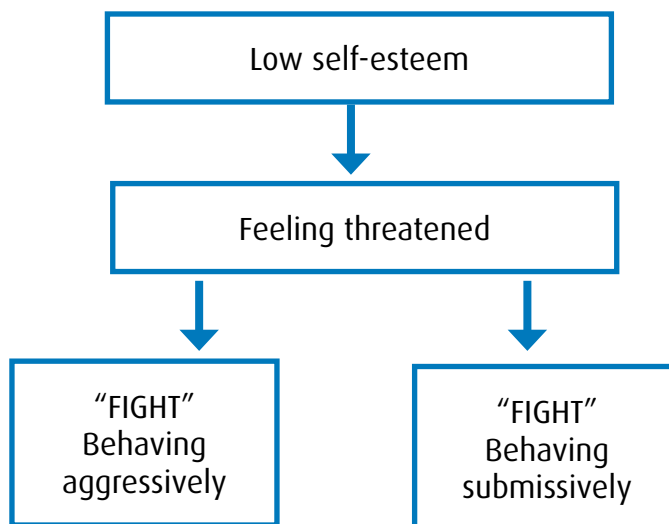 Low self-esteem
Feeling threatened
“FIGHT”
Behaving
aggressively
“FIGHT”
Behaving
submissively